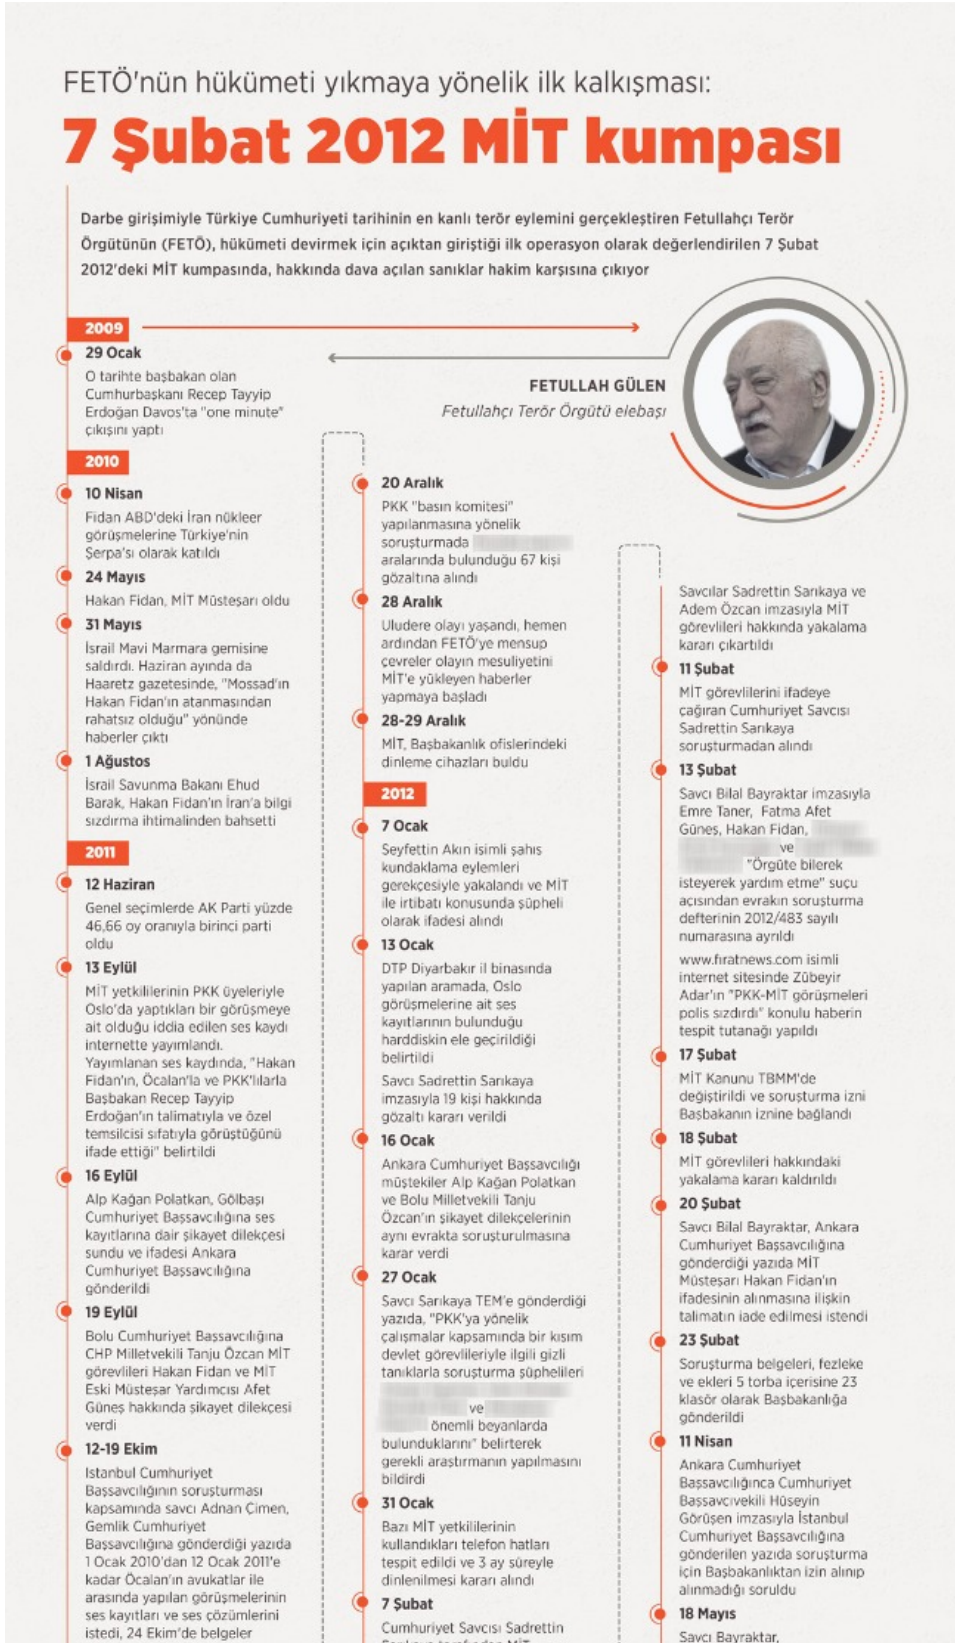 FETÖ'nün hükümeti yıkmaya yönelik ilk kalkışması:
7 Şubat 2012 MİT kumpası
Darbe girişimiyle Türkiye Cumhuriyeti tarihinin en kanlı terör eylemini gerçekleştiren Fetullahçı Terör
Örgütünün (FETÖ), hükümeti devirmek için açıktan giriştiği ilk operasyon olarak değerlendirilen 7 Şubat
2012'deki MİT kumpasında, hakkında dava açılan sanıklar hakim karşısına çıkıyor
FETULLAH GÜLEN
Fetullahçı Terör Örgütü elebaşı
2009
29 Ocak
O tarihte başbakan olan
Cumhurbaşkanı Recep Tayyip
Erdoğan Davos'ta "one minute"
çıkışını yaptı
2010
10 Nisan
Fidan ABD'deki İran nükleer
görüşmelerine Türkiye'nin
Şerpa'sı olarak katıldı
24 Mayıs
Hakan Fidan, MİT Müsteşarı oldu
31 Mayıs
İsrail Mavi Marmara gemisine
saldırdı. Haziran ayında da
Haaretz gazetesinde, "Mossad'ın
Hakan Fidan'ın atanmasından
rahatsız olduğu" yönünde
haberler çıktı
1 Ağustos
İsrail Savunma Bakanı Ehud
Barak, Hakan Fidan'ın İran'a bilgi
sızdırma ihtimalinden bahsetti
2011
12 Haziran
Genel seçimlerde AK Parti yüzde
46,66 oy oranıyla birinci parti
oldu
13 Eylül
MİT yetkililerinin PKK üyeleriyle
Oslo'da yaptıkları bir görüşmeye
ait olduğu iddia edilen ses kaydı
internette yayımlandı.
Yayımlanan ses kaydında, "Hakan
Fidan'ın, Öcalan'la ve PKK'lılarla
Başbakan Recep Tayyip
Erdoğan'ın talimatıyla ve özel
temsilcisi sıfatıyla görüştüğünü
ifade ettiği" belirtildi
16 Eylül
Alp Kağan Polatkan, Gölbaşı
Cumhuriyet Başsavcılığına ses
kayıtlarına dair şikayet dilekçesi
sundu ve ifadesi Ankara
Cumhuriyet Başsavcılığına
gönderildi
19 Eylül
Bolu Cumhuriyet Başsavcılığına
CHP Milletvekili Tanju Özcan MİT
görevlileri Hakan Fidan ve MİT
Eski Müsteşar Yardımcısı Afet
Güneş hakkında şikayet dilekçesi
verdi
12-19 Ekim
Istanbul Cumhuriyet
Başsavcılığının soruşturması
kapsamında savcı Adnan Çimen,
Gemlik Cumhuriyet
Başsavcılığına gönderdiği yazıda
1 Ocak 2010'dan 12 Ocak 2011'e
kadar Öcalan'ın avukatlar ile
arasında yapılan görüşmelerinin
ses kayıtları ve ses çözümlerini
istedi, 24 Ekim'de belgeler
20 Aralık
PKK "basın komitesi"
yapılanmasına yönelik
soruşturmada
aralarında bulunduğu 67 kişi
gözaltına alındı
28 Aralık
Uludere olayı yaşandı, hemen
ardından FETÖ'ye mensup
çevreler olayın mesuliyetini
MİT'e yükleyen haberler
yapmaya başladı
28-29 Aralık
MİT, Başbakanlık ofislerindeki
dinleme cihazları buldu
2012
7 Ocak
Seyfettin Akın isimli şahıs
kundaklama eylemleri
gerekçesiyle yakalandı ve MİT
ile irtibatı konusunda şüpheli
olarak ifadesi alındı
13 Ocak
DTP Diyarbakır il binasında
yapılan aramada, Oslo
görüşmelerine ait ses
kayıtlarının bulunduğu
harddiskin ele geçirildiği
belirtildi
Savcı Sadrettin Sarıkaya
imzasıyla 19 kişi hakkında
gözaltı kararı verildi
16 Ocak
Ankara Cumhuriyet Başsavcılığı
müştekiler Alp Kağan Polatkan
ve Bolu Milletvekili Tanju
Özcan'ın şikayet dilekçelerinin
aynı evrakta soruşturulmasına
karar verdi
27 Ocak
Savcı Sarıkaya TEM'e gönderdiği
yazıda, "PKK'ya yönelik
çalışmalar kapsamında bir kısım
devlet görevlileriyle ilgili gizli
tanıklarla soruşturma şüphelileri
ve
önemli beyanlarda
bulunduklarını" belirterek
gerekli araştırmanın yapılmasını
bildirdi
31 Ocak
Bazı MİT yetkililerinin
kullandıkları telefon hatları
tespit edildi ve 3 ay süreyle
dinlenilmesi kararı alındı
7 Şubat
Cumhuriyet Savcısı Sadrettin
Savcılar Sadrettin Sarıkaya ve
Adem Özcan imzasıyla MİT
görevlileri hakkında yakalama
kararı çıkartıldı
11 Şubat
MİT görevlilerini ifadeye
çağıran Cumhuriyet Savcısı
Sadrettin Sarıkaya
soruşturmadan alındı
13 Şubat
Savcı Bilal Bayraktar imzasıyla
Emre Taner, Fatma Afet
Güneş, Hakan Fidan,
ve
"Örgüte bilerek
isteyerek yardım etme" suçu
açısından evrakın soruşturma
defterinin 2012/483 sayılı
numarasına ayrıldı
www.fıratnews.com isimli
internet sitesinde Zübeyir
Adar'ın "PKK-MİT görüşmeleri
polis sızdırdı" konulu haberin
tespit tutanağı yapıldı
17 Şubat
MİT Kanunu TBMM'de
değiştirildi ve soruşturma izni
Başbakanın iznine bağlandı
18 Şubat
MİT görevlileri hakkındaki
yakalama kararı kaldırıldı
20 Şubat
Savcı Bilal Bayraktar, Ankara
Cumhuriyet Başsavcılığına
gönderdiği yazıda MİT
Müsteşarı Hakan Fidan'ın
ifadesinin alınmasına ilişkin
talimatın iade edilmesi istendi
23 Şubat
Soruşturma belgeleri, fezleke
ve ekleri 5 torba içerisine 23
klasör olarak Başbakanlığa
gönderildi
11 Nisan
Ankara Cumhuriyet
Başsavcılığınca Cumhuriyet
Başsavcıvekili Hüseyin
Görüşen imzasıyla İstanbul
Cumhuriyet Başsavcılığına
gönderilen yazıda soruşturma
için Başbakanlıktan izin alınıp
alınmadığı soruldu
18 Mayıs
Savcı Bayraktar,